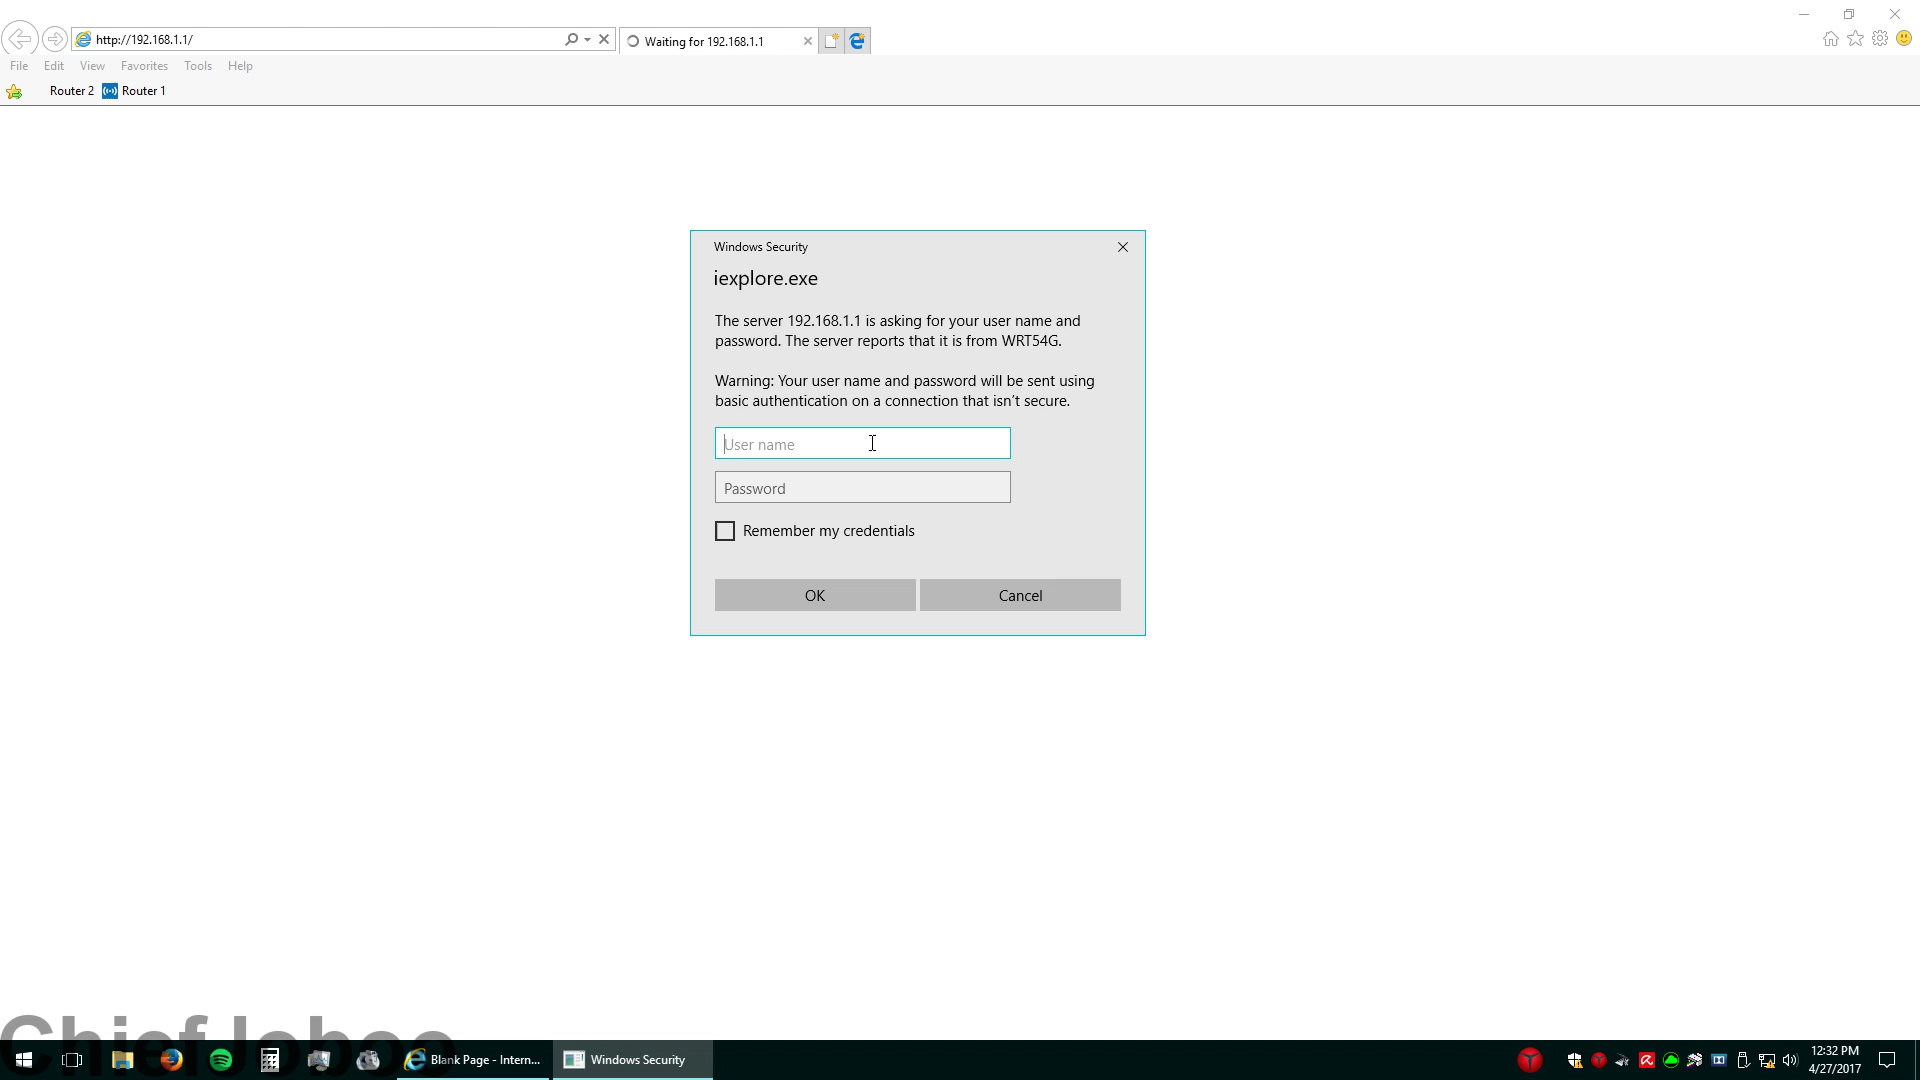 http://192.168.1.1/
Waiting for 192.168.1.1
File Edit View Favorites Tools Help
Router 2 Router 1
Windows Security
iexplore.exe
The server 192.168.1.1 is asking for your user name and
password. The server reports that it is from WRT54G.
Warning: Your user name and password will be sent using
basic authentication on a connection that isn't secure.
User name
Password
Remember my credentials
OK Cancel
Chief Joboo
Blank Page - Intern... Windows Security
12:32 PM
4/27/2017